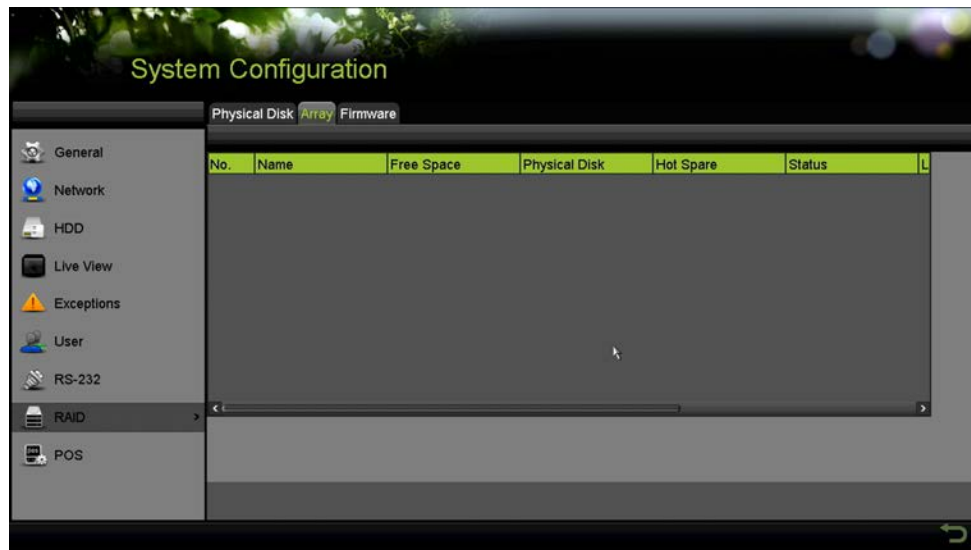 System Configuration
Physical Disk Array Firmware
General
Network
HDD
Live View
Exceptions
User
RS-232
RAID
POS
No. Name Free Space Physical Disk Hot Spare Status L